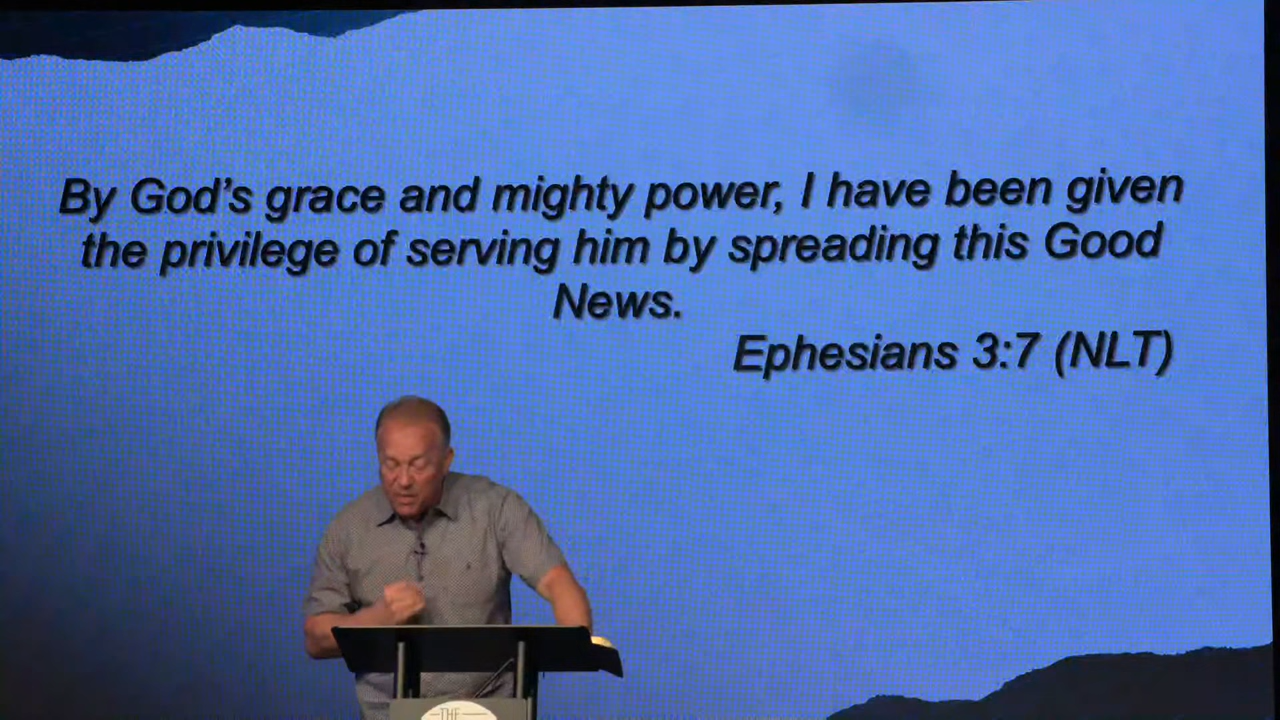 By God’s grace and mighty power, I have been given
the privilege of serving him by spreading this Good
News.
Ephesians 3:7 (NLT)
THE